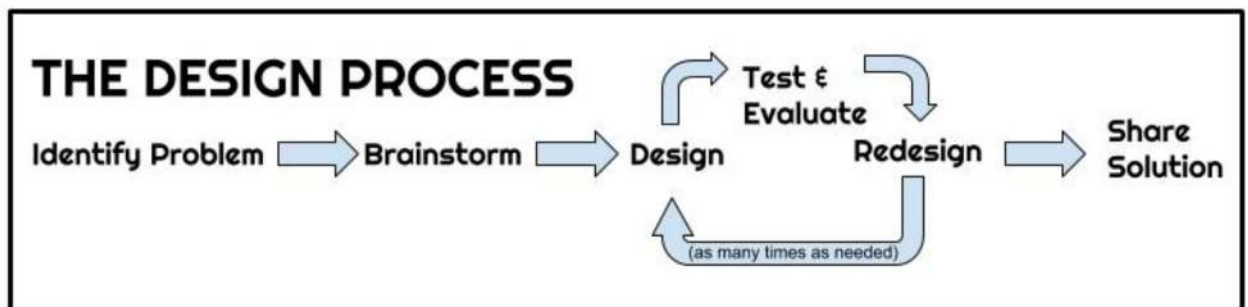 THE DESIGN PROCESS
Identify Problem
Brainstorm
Design
Test &
Evaluate
Redesign
(as many times as needed)
Share
Solution